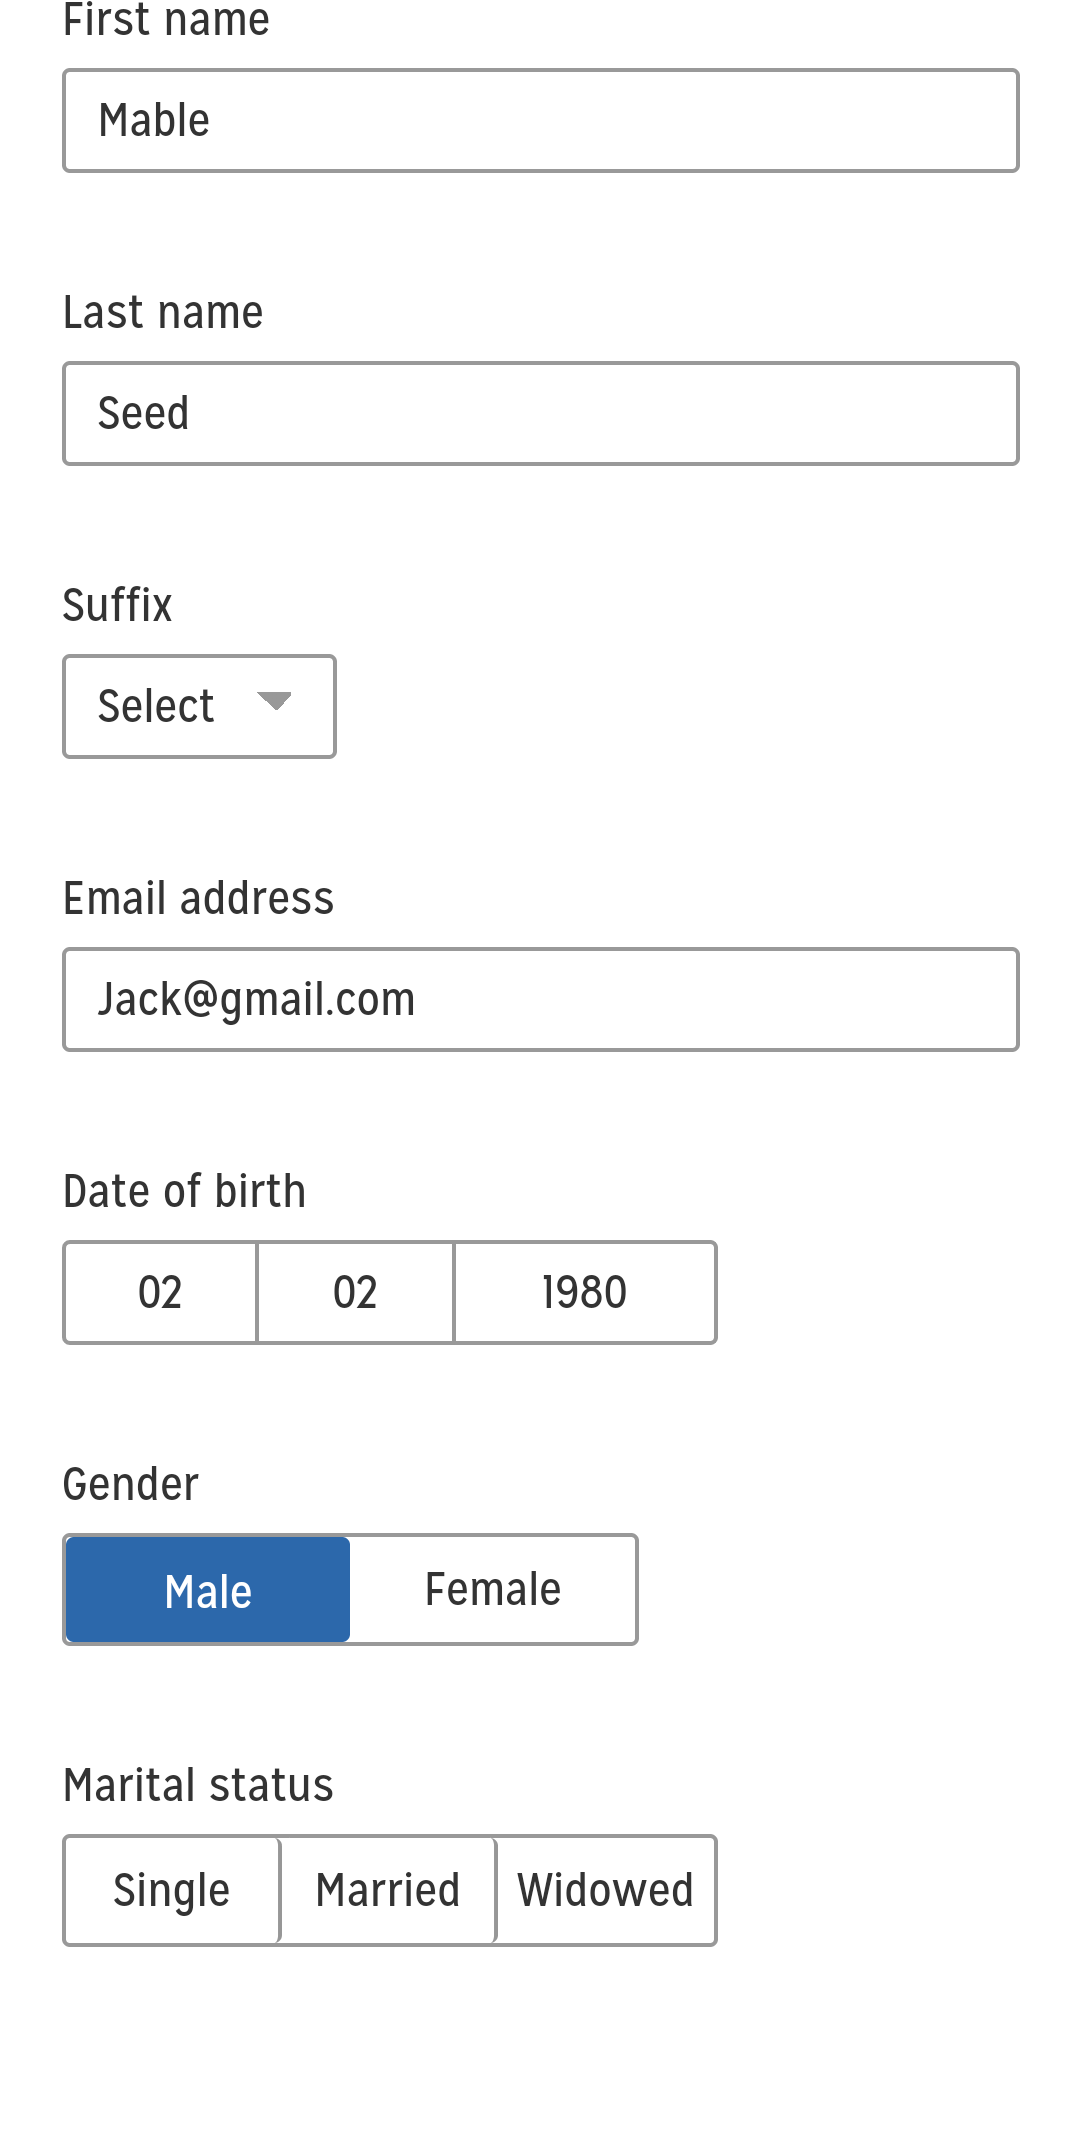 First name
Mable
Last name
Seed
Suffix
Select
Email address
Jack@gmail.com
Date of birth
02 02 1980
Gender
Male Female
Marital status
Single Married Widowed